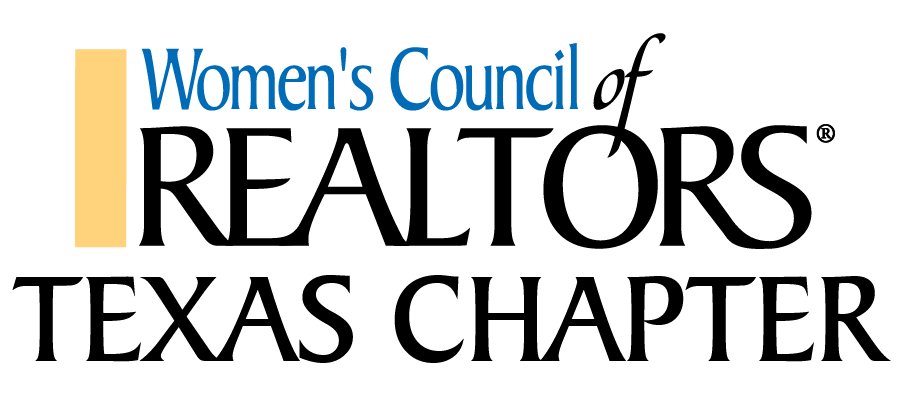 Women's Council of
REALTORS®
TEXAS CHAPTER